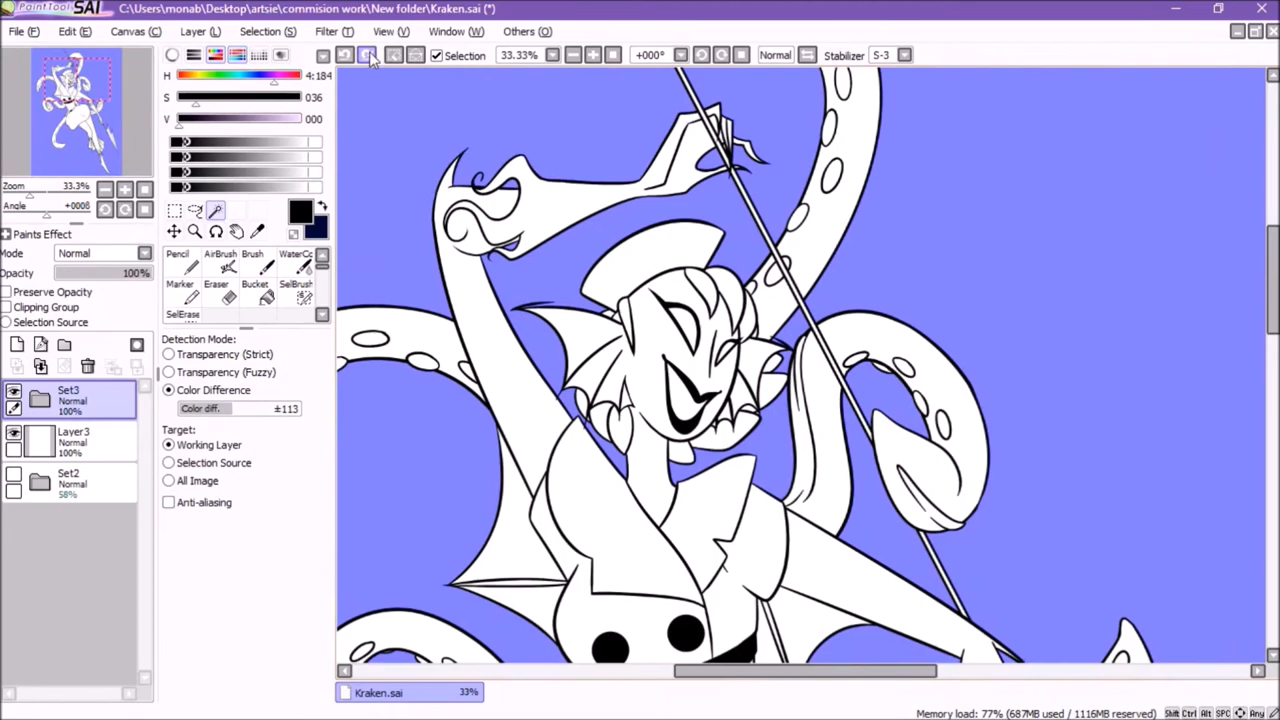 PaintTool SAI C:\Users\monab\Desktop\artsie\commision work\New folder\Kraken.sai (*)
File (F) Edit (E) Canvas (C) Layer (L) Selection (S) Filter (T) View (V) Window (W) Others (O)
Selection 33.33% +000° Normal Stabilizer S-3
H 4:184
S 036
V 000
Zoom 33.3%
Angle +000ß
Paints Effect
Mode Normal
Opacity 100%
Preserve Opacity
Clipping Group
Selection Source
Pencil AirBrush Brush WaterCo
Marker Eraser Bucket SelBrush
SelErase
Detection Mode:
Transparency (Strict)
Transparency (Fuzzy)
Color Difference
Color diff. ±113
Target:
Working Layer
Selection Source
All Image
Anti-aliasing
Set3
Normal
100%
Layer3
Normal
100%
Set2
Normal
58%
Kraken.sai 33%
Memory load: 77% (687MB used / 1116MB reserved) Shift Ctrl Alt SPC Any